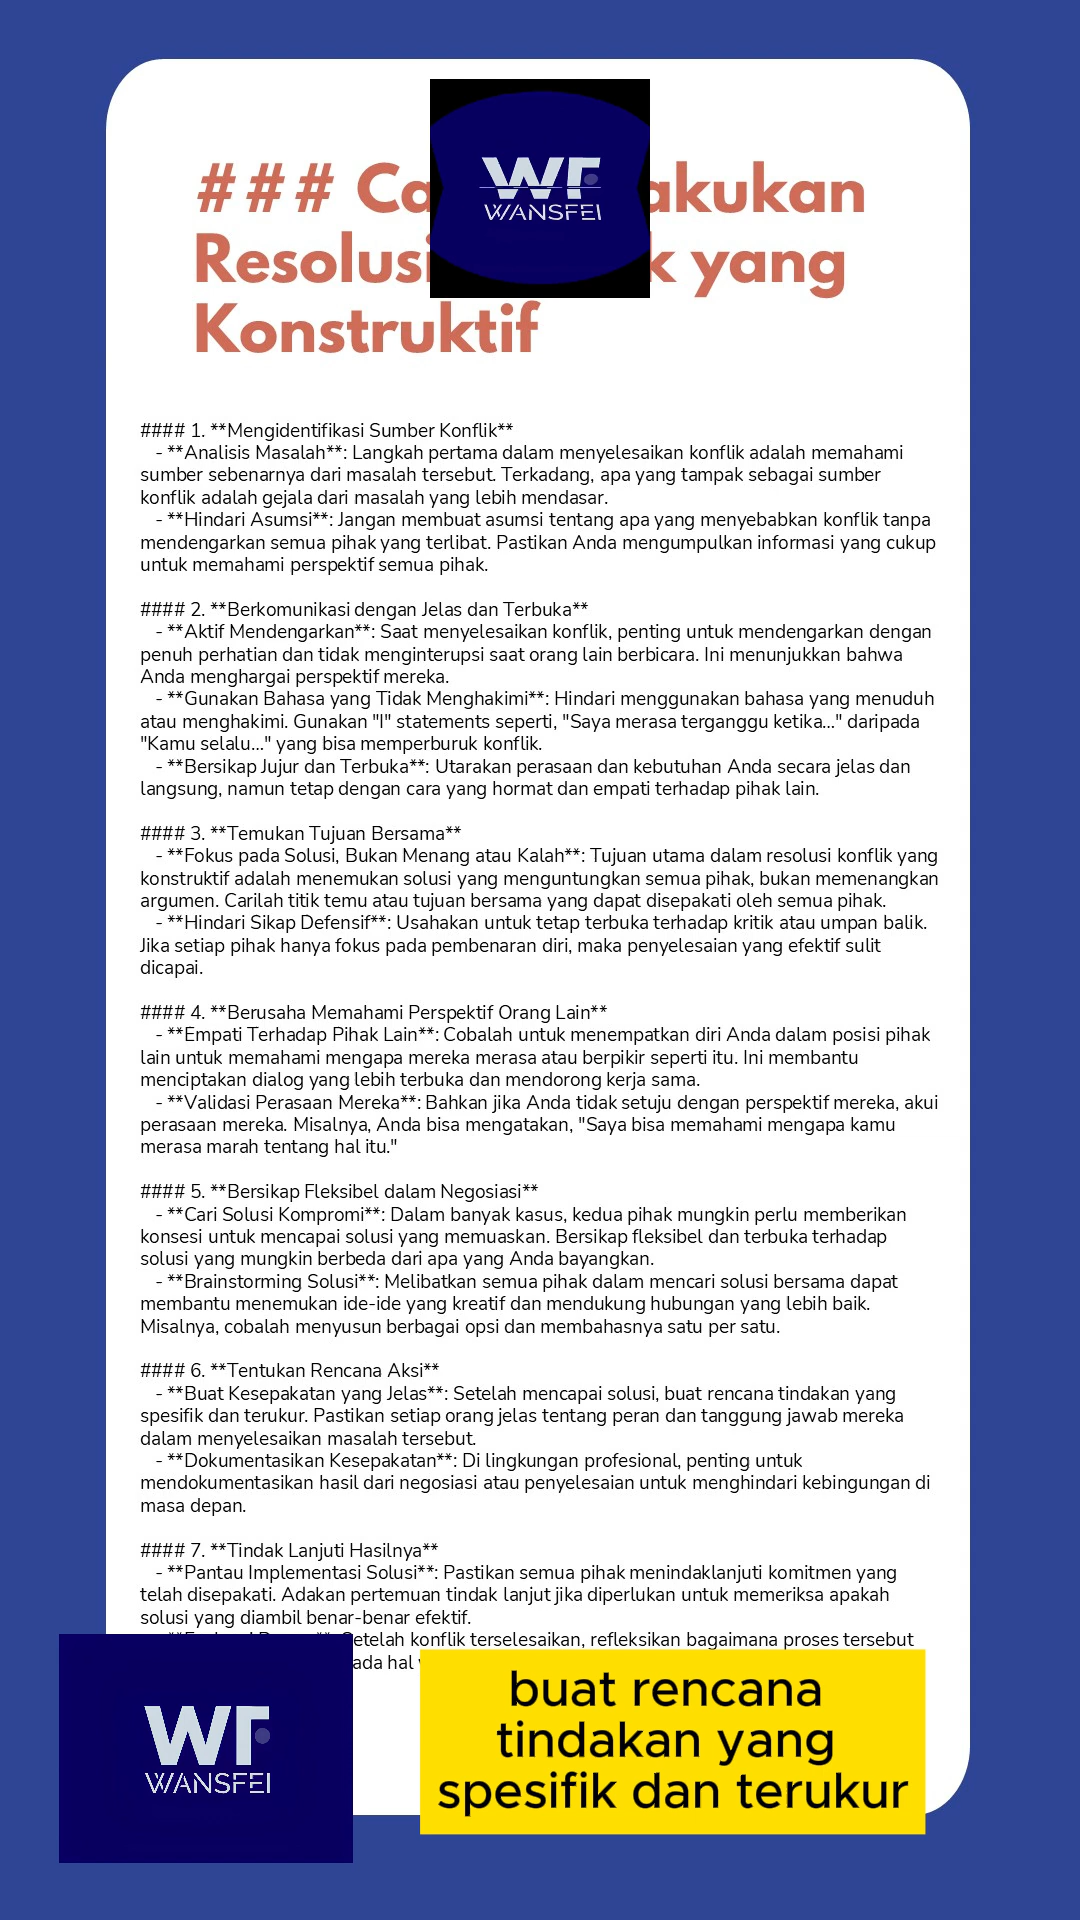 ### Ca akukan
Resolusi k yang
Konstruktif
WF
WANSFEI
#### 1. **Mengidentifikasi Sumber Konflik**
- **Analisis Masalah**: Langkah pertama dalam menyelesaikan konflik adalah memahami
sumber sebenarnya dari masalah tersebut. Terkadang, apa yang tampak sebagai sumber
konflik adalah gejala dari masalah yang lebih mendasar.
- **Hindari Asumsi**: Jangan membuat asumsi tentang apa yang menyebabkan konflik tanpa
mendengarkan semua pihak yang terlibat. Pastikan Anda mengumpulkan informasi yang cukup
untuk memahami perspektif semua pihak.
#### 2. **Berkomunikasi dengan Jelas dan Terbuka**
- **Aktif Mendengarkan**: Saat menyelesaikan konflik, penting untuk mendengarkan dengan
penuh perhatian dan tidak menginterupsi saat orang lain berbicara. Ini menunjukkan bahwa
Anda menghargai perspektif mereka.
- **Gunakan Bahasa yang Tidak Menghakimi**: Hindari menggunakan bahasa yang menuduh
atau menghakimi. Gunakan "I" statements seperti, "Saya merasa terganggu ketika..." daripada
"Kamu selalu..." yang bisa memperburuk konflik.
- **Bersikap Jujur dan Terbuka**: Utarakan perasaan dan kebutuhan Anda secara jelas dan
langsung, namun tetap dengan cara yang hormat dan empati terhadap pihak lain.
#### 3. **Temukan Tujuan Bersama**
- **Fokus pada Solusi, Bukan Menang atau Kalah**: Tujuan utama dalam resolusi konflik yang
konstruktif adalah menemukan solusi yang menguntungkan semua pihak, bukan memenangkan
argumen. Carilah titik temu atau tujuan bersama yang dapat disepakati oleh semua pihak.
- **Hindari Sikap Defensif**: Usahakan untuk tetap terbuka terhadap kritik atau umpan balik.
Jika setiap pihak hanya fokus pada pembenaran diri, maka penyelesaian yang efektif sulit
dicapai.
#### 4. **Berusaha Memahami Perspektif Orang Lain**
- **Empati Terhadap Pihak Lain**: Cobalah untuk menempatkan diri Anda dalam posisi pihak
lain untuk memahami mengapa mereka merasa atau berpikir seperti itu. Ini membantu
menciptakan dialog yang lebih terbuka dan mendorong kerja sama.
- **Validasi Perasaan Mereka**: Bahkan jika Anda tidak setuju dengan perspektif mereka, akui
perasaan mereka. Misalnya, Anda bisa mengatakan, "Saya bisa memahami mengapa kamu
merasa marah tentang hal itu."
#### 5. **Bersikap Fleksibel dalam Negosiasi**
- **Cari Solusi Kompromi**: Dalam banyak kasus, kedua pihak mungkin perlu memberikan
konsesi untuk mencapai solusi yang memuaskan. Bersikap fleksibel dan terbuka terhadap
solusi yang mungkin berbeda dari apa yang Anda bayangkan.
- **Brainstorming Solusi**: Melibatkan semua pihak dalam mencari solusi bersama dapat
membantu menemukan ide-ide yang kreatif dan mendukung hubungan yang lebih baik.
Misalnya, cobalah menyusun berbagai opsi dan membahasnya satu per satu.
#### 6. **Tentukan Rencana Aksi**
- **Buat Kesepakatan yang Jelas**: Setelah mencapai solusi, buat rencana tindakan yang
spesifik dan terukur. Pastikan setiap orang jelas tentang peran dan tanggung jawab mereka
dalam menyelesaikan masalah tersebut.
- **Dokumentasikan Kesepakatan**: Di lingkungan profesional, penting untuk
mendokumentasikan hasil dari negosiasi atau penyelesaian untuk menghindari kebingungan di
masa depan.
#### 7. **Tindak Lanjuti Hasilnya**
- **Pantau Implementasi Solusi**: Pastikan semua pihak menindaklanjuti komitmen yang
telah disepakati. Adakan pertemuan tindak lanjut jika diperlukan untuk memeriksa apakah
solusi yang diambil benar-benar efektif.
Setelah konflik terselesaikan, refleksikan bagaimana proses tersebut
ada hal
WF
WANSFEI
buat rencana
tindakan yang
spesifik dan terukur